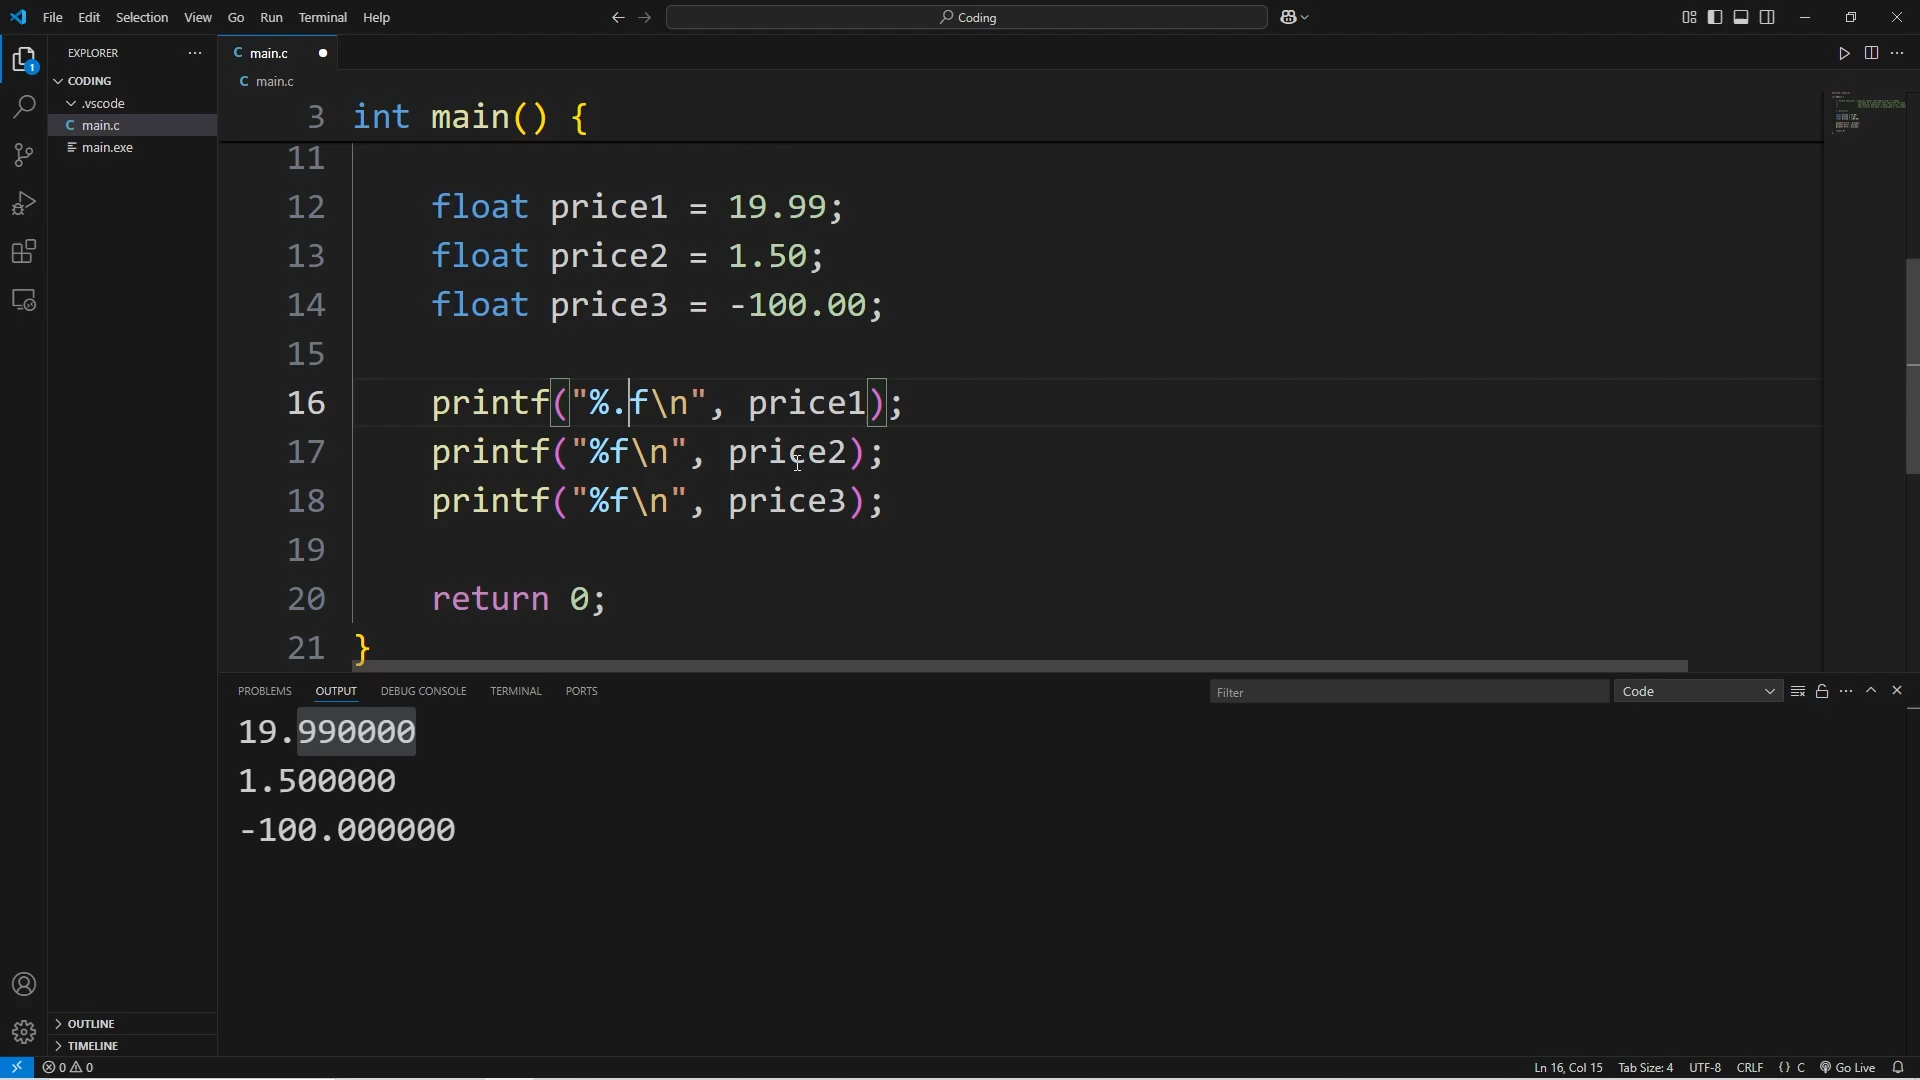 File Edit Selection View Go Run Terminal Help
Coding
EXPLORER
CODING
.vscode
C main.c
main.exe
OUTLINE
TIMELINE
1
C main.c
C main.c
3 int main() {
11
12 float price1 = 19.99;
13 float price2 = 1.50;
14 float price3 = -100.00;
15
16 printf("%.f\n", price1);
17 printf("%f\n", price2);
18 printf("%f\n", price3);
19
20 return 0;
21 }
PROBLEMS OUTPUT DEBUG CONSOLE TERMINAL PORTS
Filter
Code
19.990000
1.500000
-100.000000
0 0
Ln 16, Col 15 Tab Size: 4 UTF-8 CRLF {} C Go Live